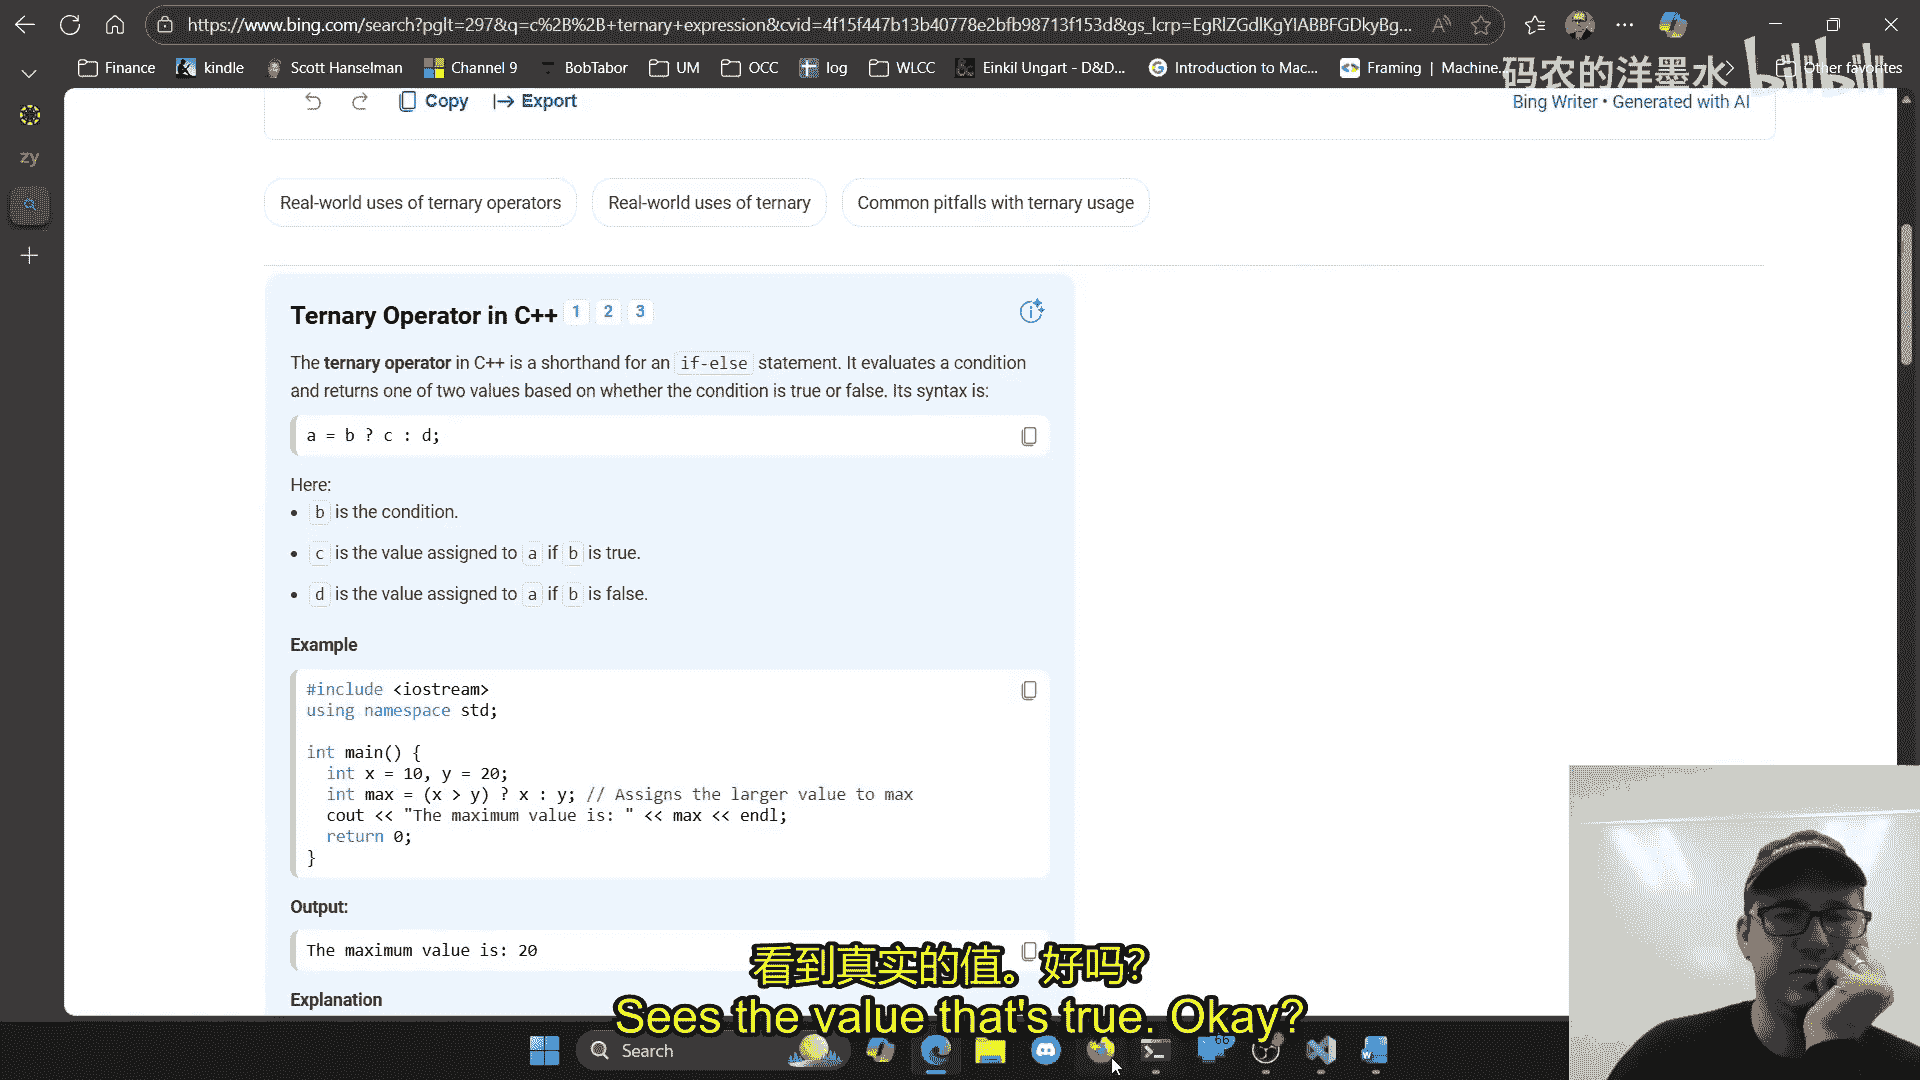 https://www.bing.com/search?pglt=297&q=c%2B%2B+ternary+expression&cvid=4f15f447b13b40778e2bfb98713f153d&gs_lcrp=EgRlZGdlKgYIABBFGDkyBg...
Finance kindle Scott Hanselman Channel 9 BobTabor UM OCC log WLCC Einkil Ungart - D&D... Introduction to Mac... Framing | Machine... Other favorites
码农的洋墨水 bilibili
zy
Copy Export
Bing Writer • Generated with AI
Real-world uses of ternary operators
Real-world uses of ternary
Common pitfalls with ternary usage
Ternary Operator in C++ 1 2 3
The ternary operator in C++ is a shorthand for an if-else statement. It evaluates a condition
and returns one of two values based on whether the condition is true or false. Its syntax is:
a = b ? c : d;
Here:
• b is the condition.
• c is the value assigned to a if b is true.
• d is the value assigned to a if b is false.
Example
#include <iostream>
using namespace std;
int main() {
int x = 10, y = 20;
int max = (x > y) ? x : y; // Assigns the larger value to max
cout << "The maximum value is: " << max << endl;
return 0;
}
Output:
The maximum value is: 20
Explanation
看到真实的值。好吗?
Sees the value that's true. Okay?
Search
66